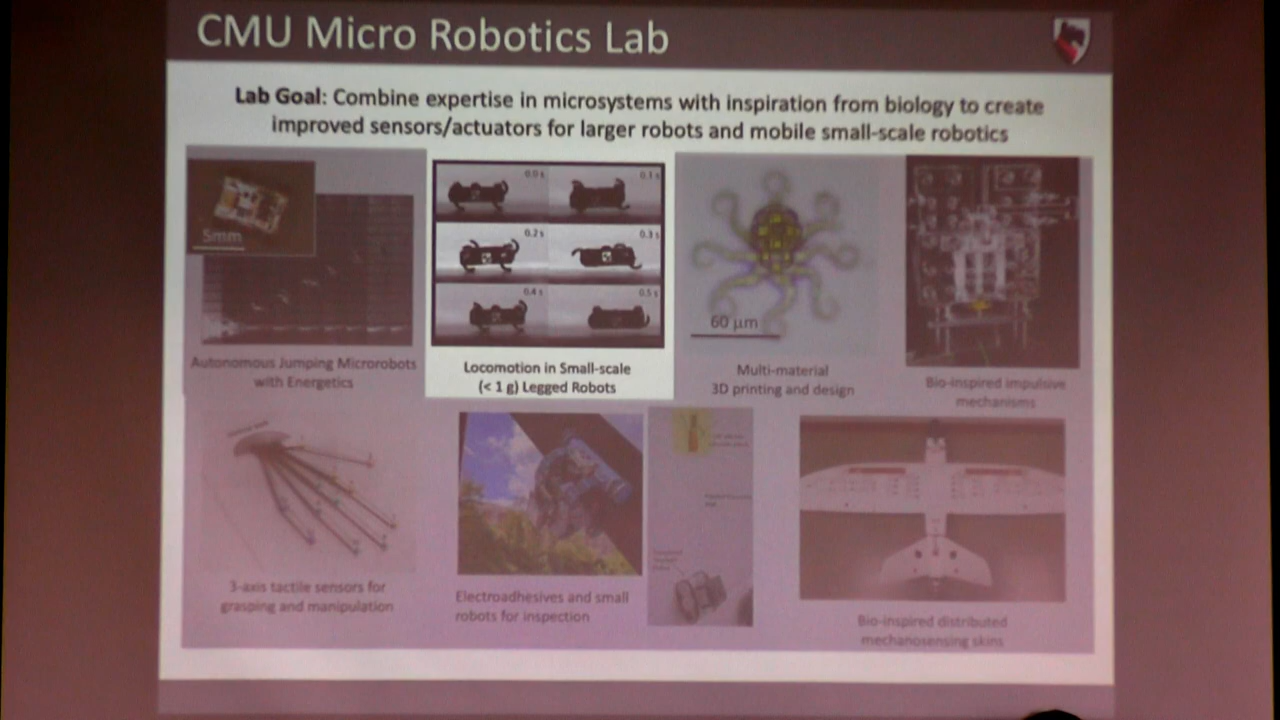 CMU Micro Robotics Lab
Lab Goal: Combine expertise in microsystems with inspiration from biology to create
improved sensors/actuators for larger robots and mobile small-scale robotics
5mm
0.0 s
0.1 s
0.2 s
0.3 s
0.4 s
0.5 s
60 µm
Autonomous Jumping Microrobots
with Energetics
Locomotion in Small-scale
(< 1 g) Legged Robots
Multi-material
3D printing and design
Bio-inspired impulsive
mechanisms
3-axis tactile sensors for
grasping and manipulation
Electroadhesives and small
robots for inspection
Bio-inspired distributed
mechanosensing skins